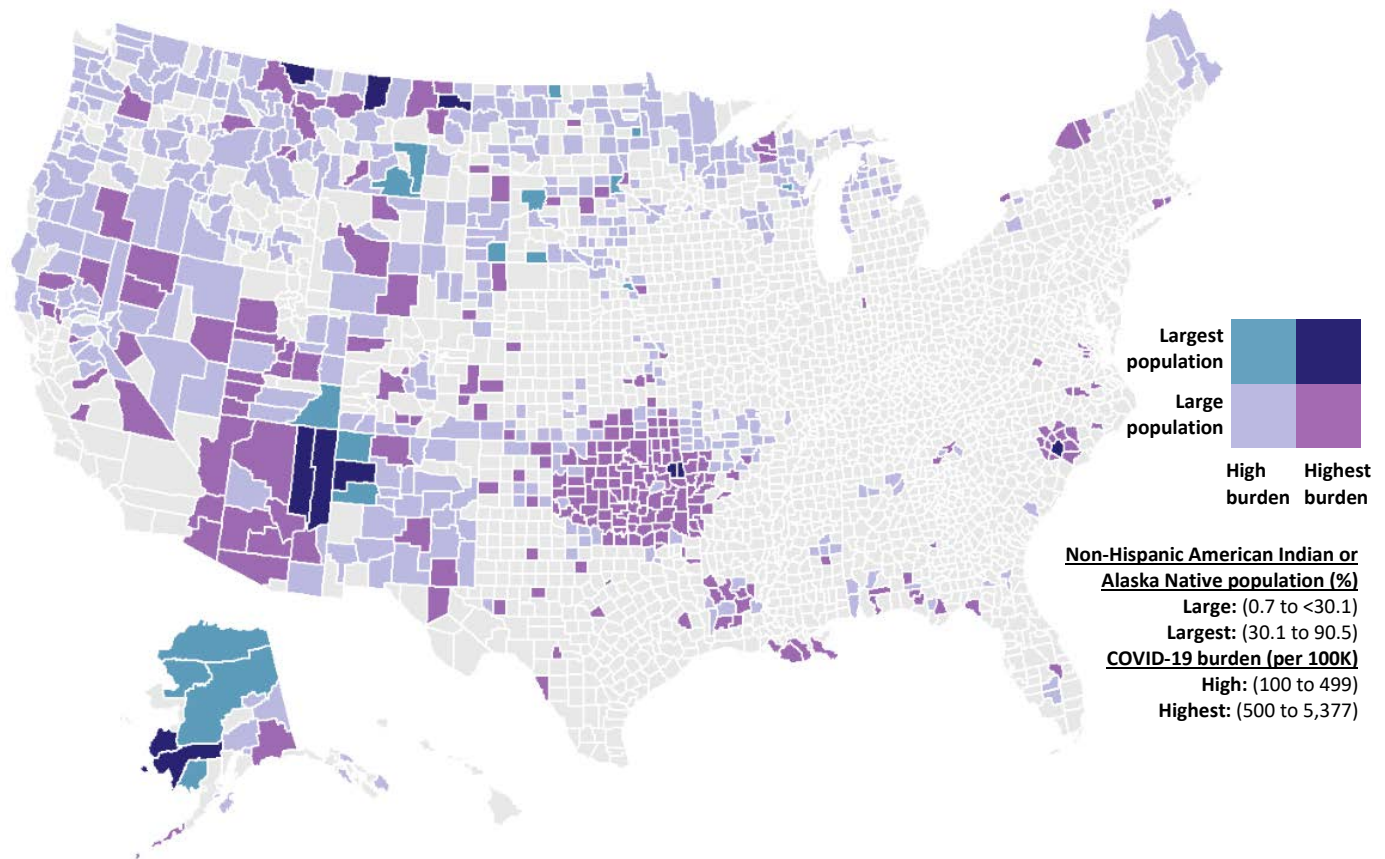 Largest
population
Large
population
High
burden
Highest
burden
Non-Hispanic American Indian or
Alaska Native population (%)
Large: (0.7 to <30.1)
Largest: (30.1 to 90.5)
COVID-19 burden (per 100K)
High: (100 to 499)
Highest: (500 to 5,377)